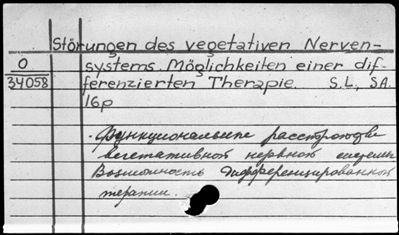 Störungen des vegetativen Nerven-
O systems. Möglichkeiten einer dif-
34058 ferenzierten Therapie. S.L., SA.
16p
Функциональные расстройства
вегетативной нервной системы
Возможность дифференцированной
терапии.